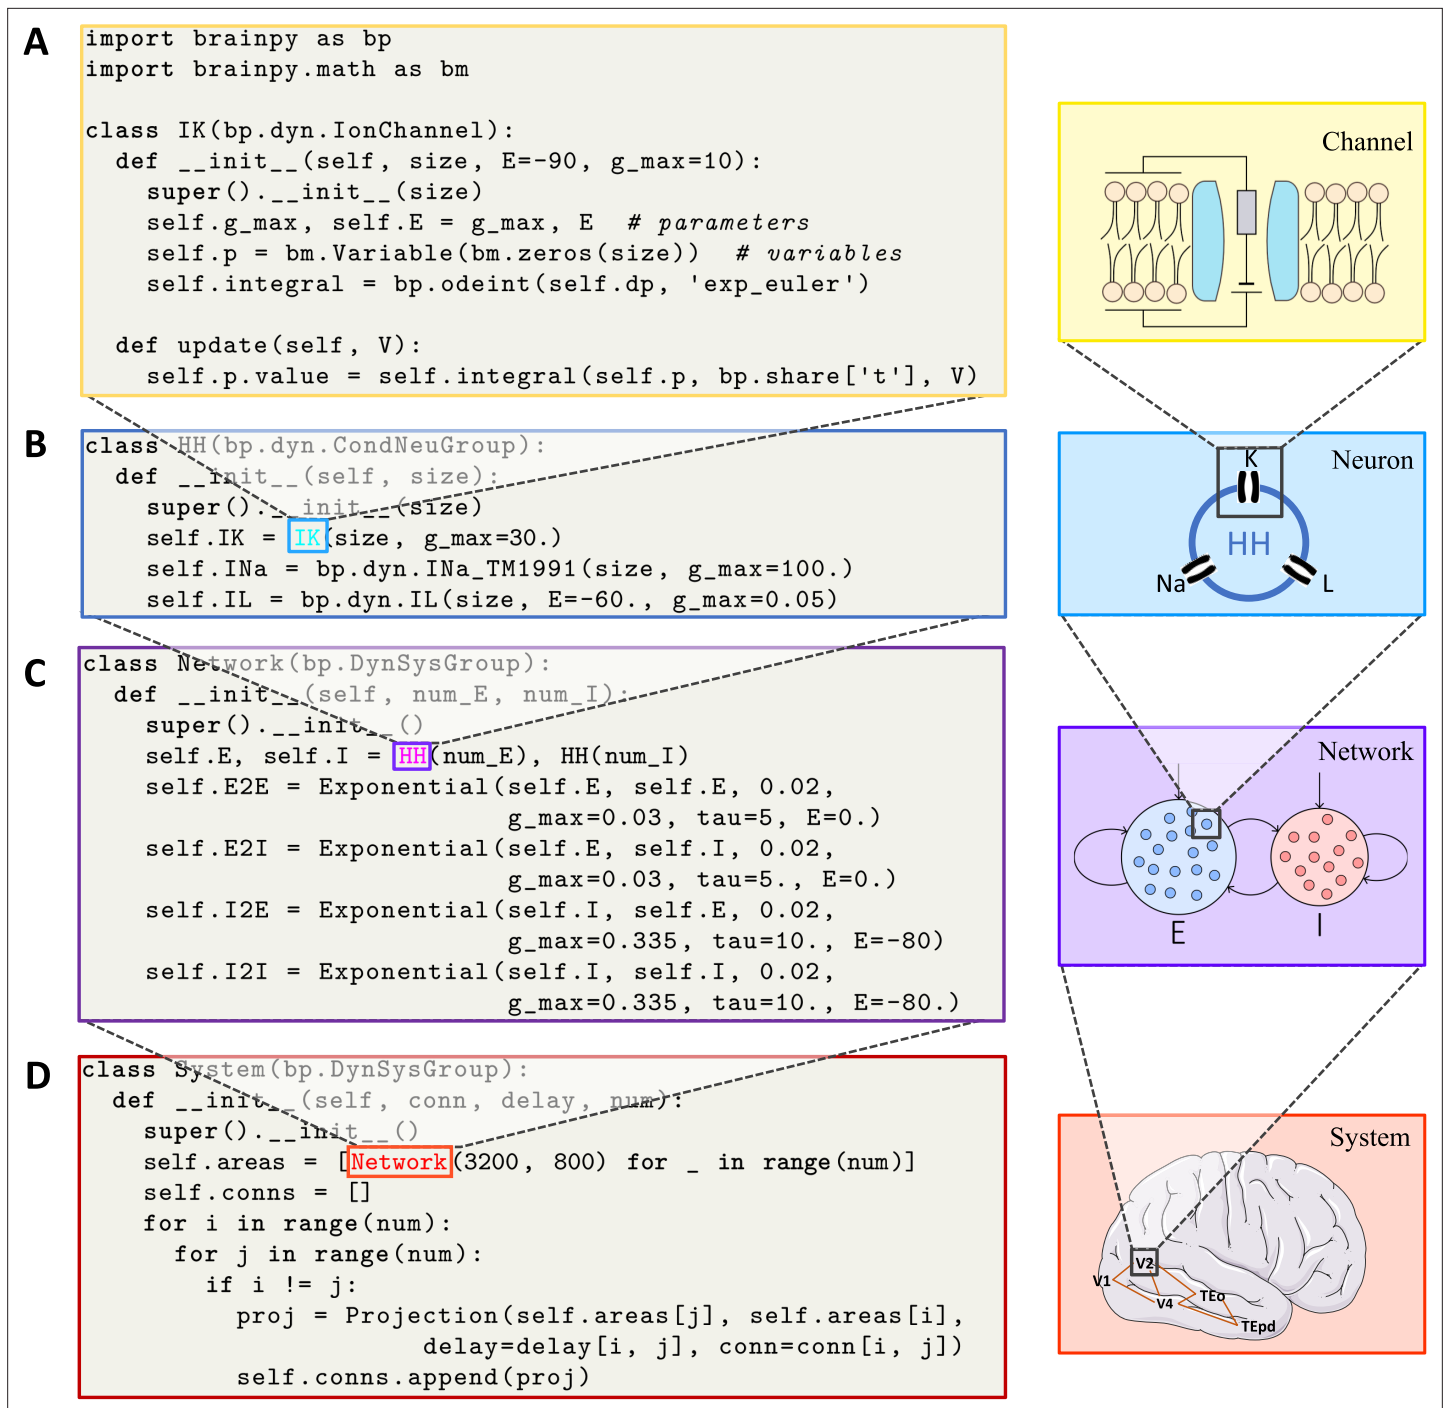 A
import brainpy as bp
import brainpy.math as bm
class IK(bp.dyn.IonChannel):
  def __init__(self, size, E=-90, g_max=10):
    super().__init__(size)
    self.g_max, self.E = g_max, E  # parameters
    self.p = bm.Variable(bm.zeros(size))  # variables
    self.integral = bp.odeint(self.dp, 'exp_euler')
  def update(self, V):
    self.p.value = self.integral(self.p, bp.share['t'], V)
Channel
B
class HH(bp.dyn.CondNeuGroup):
  def __init__(self, size):
    super().__init__(size)
    self.IK = IK(size, g_max=30.)
    self.INa = bp.dyn.INa_TM1991(size, g_max=100.)
    self.IL = bp.dyn.IL(size, E=-60., g_max=0.05)
Neuron
K
HH
Na
L
C
class Network(bp.DynSysGroup):
  def __init__(self, num_E, num_I):
    super().__init__()
    self.E, self.I = HH(num_E), HH(num_I)
    self.E2E = Exponential(self.E, self.E, 0.02,
                           g_max=0.03, tau=5, E=0.)
    self.E2I = Exponential(self.E, self.I, 0.02,
                           g_max=0.03, tau=5., E=0.)
    self.I2E = Exponential(self.I, self.E, 0.02,
                           g_max=0.335, tau=10., E=-80)
    self.I2I = Exponential(self.I, self.I, 0.02,
                           g_max=0.335, tau=10., E=-80.)
Network
E
I
D
class System(bp.DynSysGroup):
  def __init__(self, conn, delay, num):
    super().__init__()
    self.areas = [Network(3200, 800) for _ in range(num)]
    self.conns = []
    for i in range(num):
      for j in range(num):
        if i != j:
          proj = Projection(self.areas[j], self.areas[i],
                            delay=delay[i, j], conn=conn[i, j])
          self.conns.append(proj)
System
V2
V1
V4
TEo
TEpd